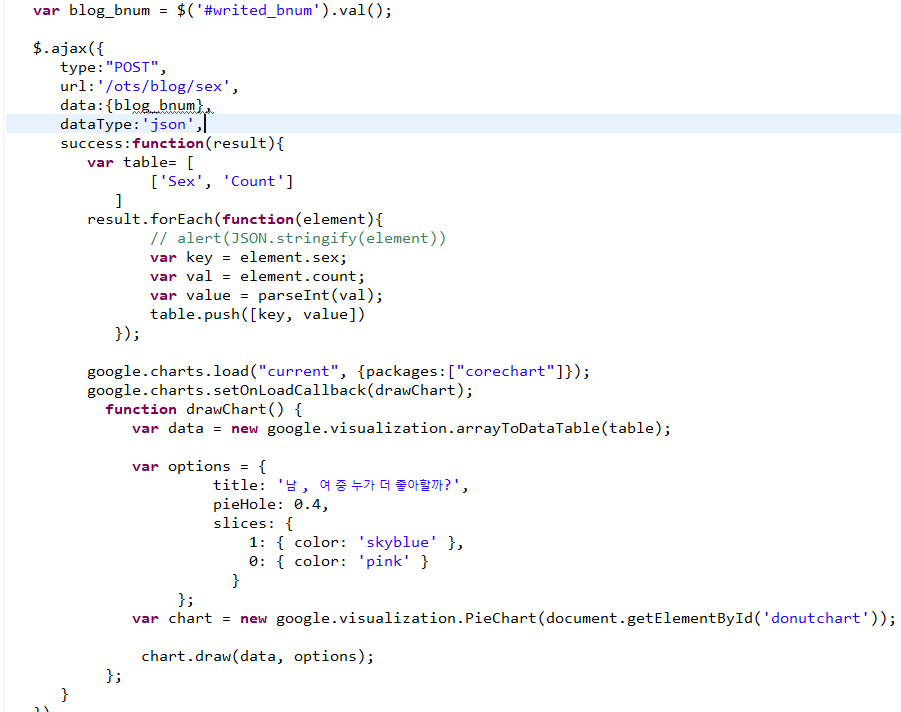 var blog_bnum = $('#writed_bnum').val();
$.ajax({
type:"POST",
url:'/ots/blog/sex',
data:{blog_bnum},
dataType:'json',
success:function(result){
var table= [
['Sex', 'Count']
]
result.forEach(function(element){
// alert(JSON.stringify(element))
var key = element.sex;
var val = element.count;
var value = parseInt(val);
table.push([key, value])
});
google.charts.load("current", {packages:["corechart"]});
google.charts.setOnLoadCallback(drawChart);
function drawChart() {
var data = new google.visualization.arrayToDataTable(table);
var options = {
title: '남 , 여 중 누가 더 좋아할까?',
pieHole: 0.4,
slices: {
1: { color: 'skyblue' },
0: { color: 'pink' }
}
};
var chart = new google.visualization.PieChart(document.getElementById('donutchart'));
chart.draw(data, options);
};
}
})